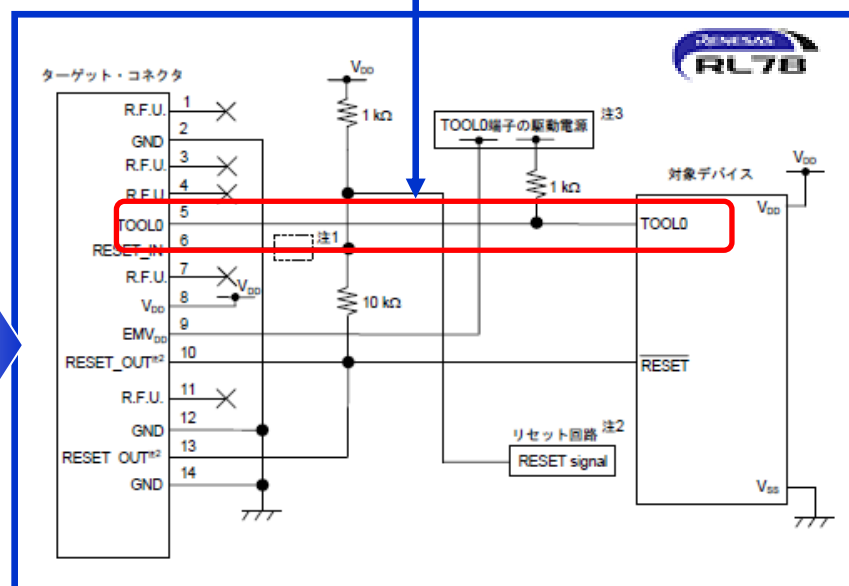 RENESAS
RL78
ターゲット・コネクタ
VDD
1 kΩ
TOOL0端子の駆動電源
注3
1 kΩ
対象デバイス
VDD
R.F.U.
1
GND
2
R.F.U.
3
R.F.U.
4
TOOL0
5
RESET_IN
6
注1
R.F.U.
7
VDD
8
VDD
EMVDD
9
RESET_OUT注2
10
R.F.U.
11
GND
12
RESET_OUT注2
13
GND
14
10 kΩ
TOOL0
VDD
RESET
VSS
リセット回路
注2
RESET signal